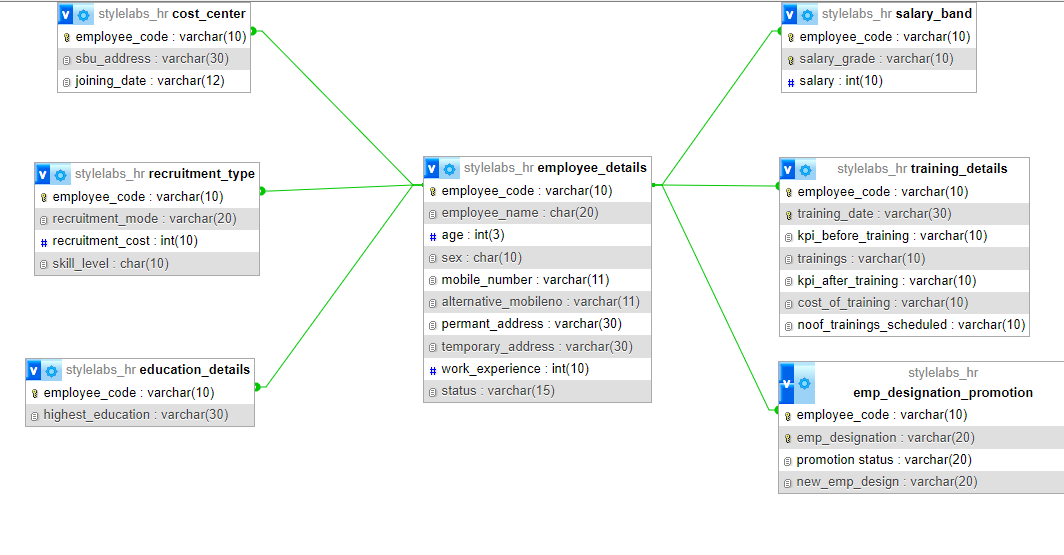 v stylelabs_hr cost_center
employee_code : varchar(10)
sbu_address : varchar(30)
joining_date : varchar(12)
v stylelabs_hr salary_band
employee_code : varchar(10)
salary_grade : varchar(10)
# salary : int(10)
v stylelabs_hr recruitment_type
employee_code : varchar(10)
recruitment_mode : varchar(20)
# recruitment_cost : int(10)
skill_level : char(10)
v stylelabs_hr employee_details
employee_code : varchar(10)
employee_name : char(20)
# age : int(3)
sex : char(10)
mobile_number : varchar(11)
alternative_mobileno : varchar(11)
permant_address : varchar(30)
temporary_address : varchar(30)
# work_experience : int(10)
status : varchar(15)
v stylelabs_hr training_details
employee_code : varchar(10)
training_date : varchar(30)
kpi_before_training : varchar(10)
trainings : varchar(10)
kpi_after_training : varchar(10)
cost_of_training : varchar(10)
noof_trainings_scheduled : varchar(10)
v stylelabs_hr education_details
employee_code : varchar(10)
highest_education : varchar(30)
v stylelabs_hr
emp_designation_promotion
employee_code : varchar(10)
emp_designation : varchar(20)
promotion status : varchar(20)
new_emp_design : varchar(20)